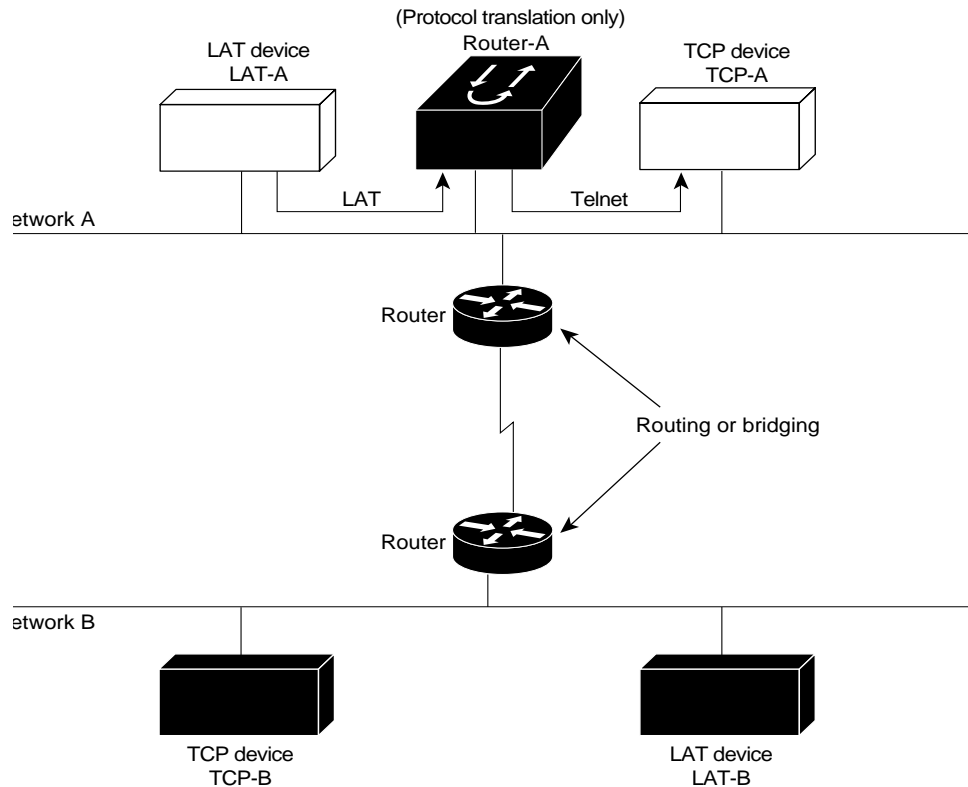 (Protocol translation only)
Router-A
LAT device
LAT-A
TCP device
TCP-A
LAT
Telnet
etwork A
Router
Routing or bridging
Router
etwork B
TCP device
TCP-B
LAT device
LAT-B